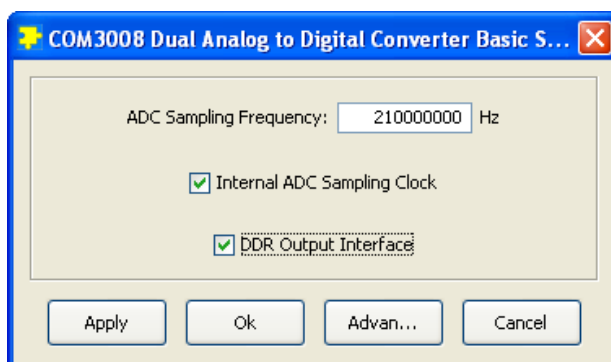 COM3008 Dual Analog to Digital Converter Basic S...
ADC Sampling Frequency: 210000000 Hz
Internal ADC Sampling Clock
DDR Output Interface
Apply Ok Advan... Cancel